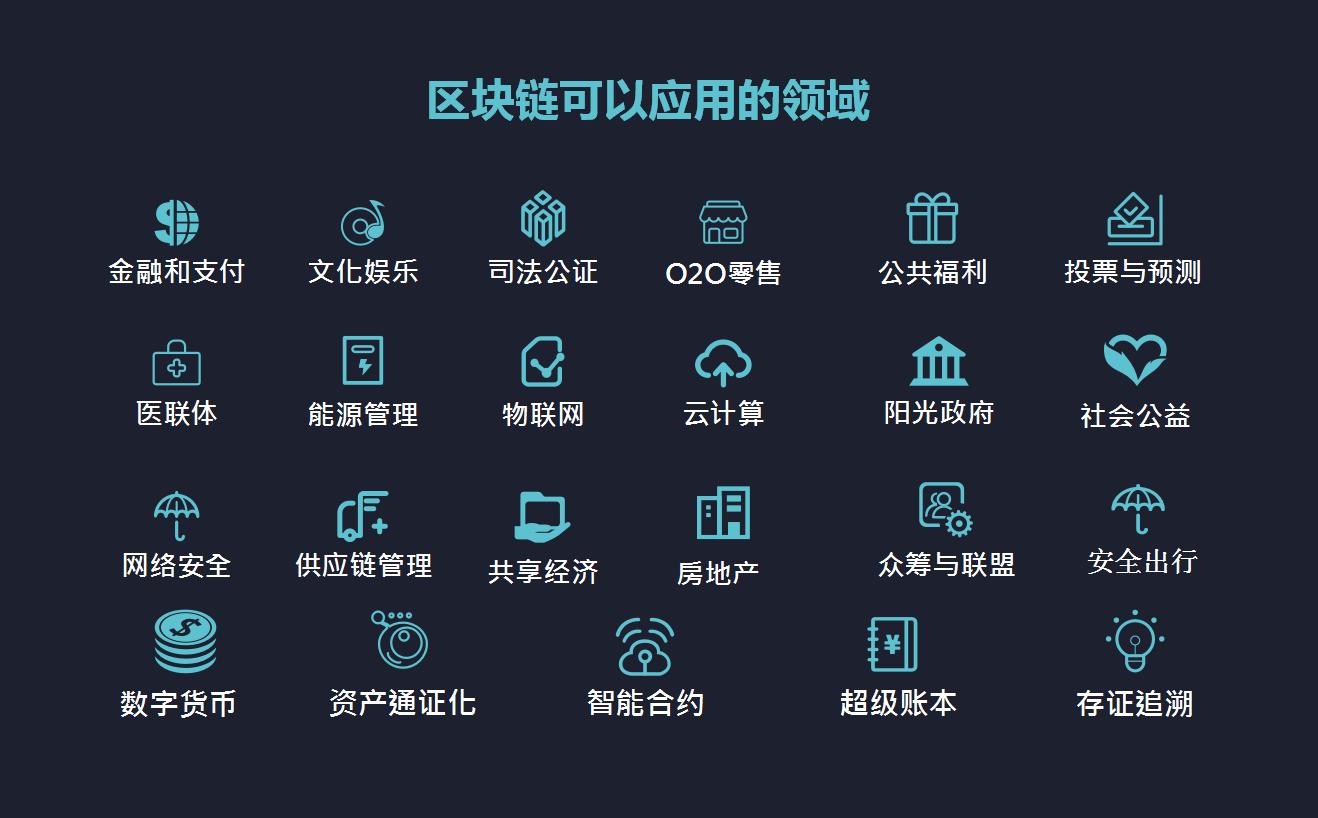 区块链可以应用的领域
金融和支付 文化娱乐 司法公证 O2O零售 公共福利 投票与预测
医联体 能源管理 物联网 云计算 阳光政府 社会公益
网络安全 供应链管理 共享经济 房地产 众筹与联盟 安全出行
数字货币 资产通证化 智能合约 超级账本 存证追溯